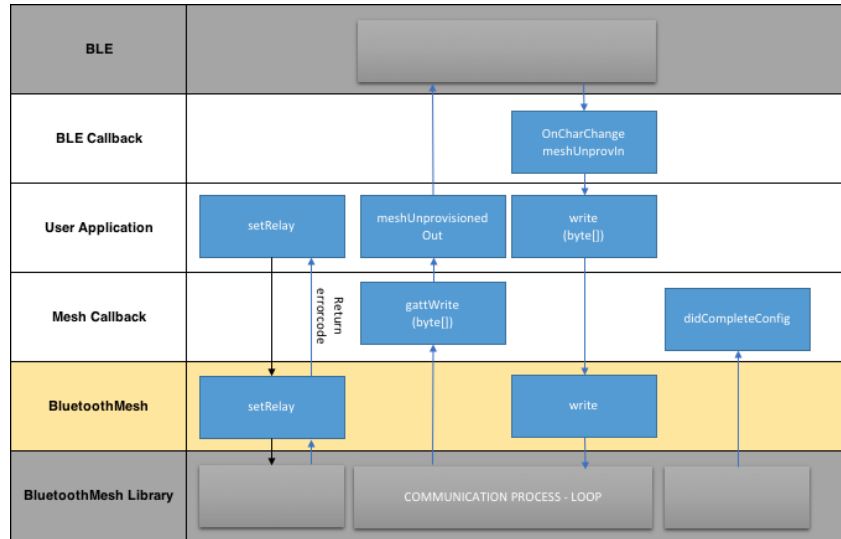 BLE
BLE Callback
OnCharChange
meshUnprovIn
User Application
setRelay
meshUnprovisioned
Out
write
(byte[])
Mesh Callback
Return
errorcode
gattWrite
(byte[])
didCompleteConfig
BluetoothMesh
setRelay
write
BluetoothMesh Library
COMMUNICATION PROCESS - LOOP